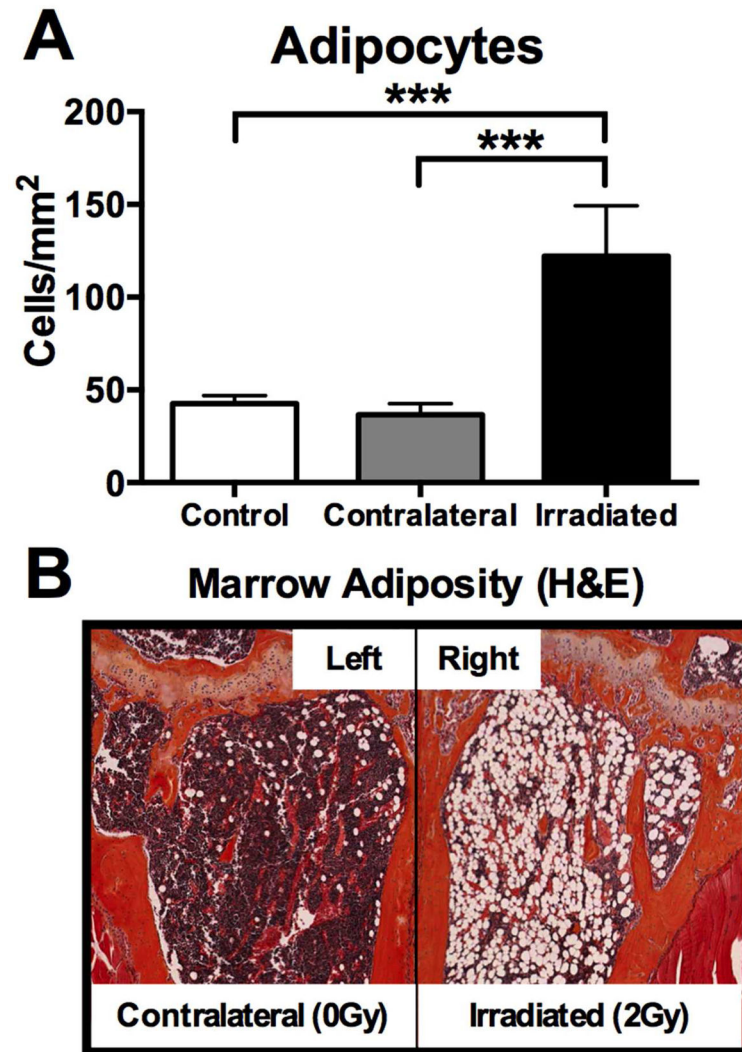 A
Adipocytes
***
***
200
150
100
50
0
Cells/mm²
Control Contralateral Irradiated
B
Marrow Adiposity (H&E)
Left Right
Contralateral (0Gy) Irradiated (2Gy)